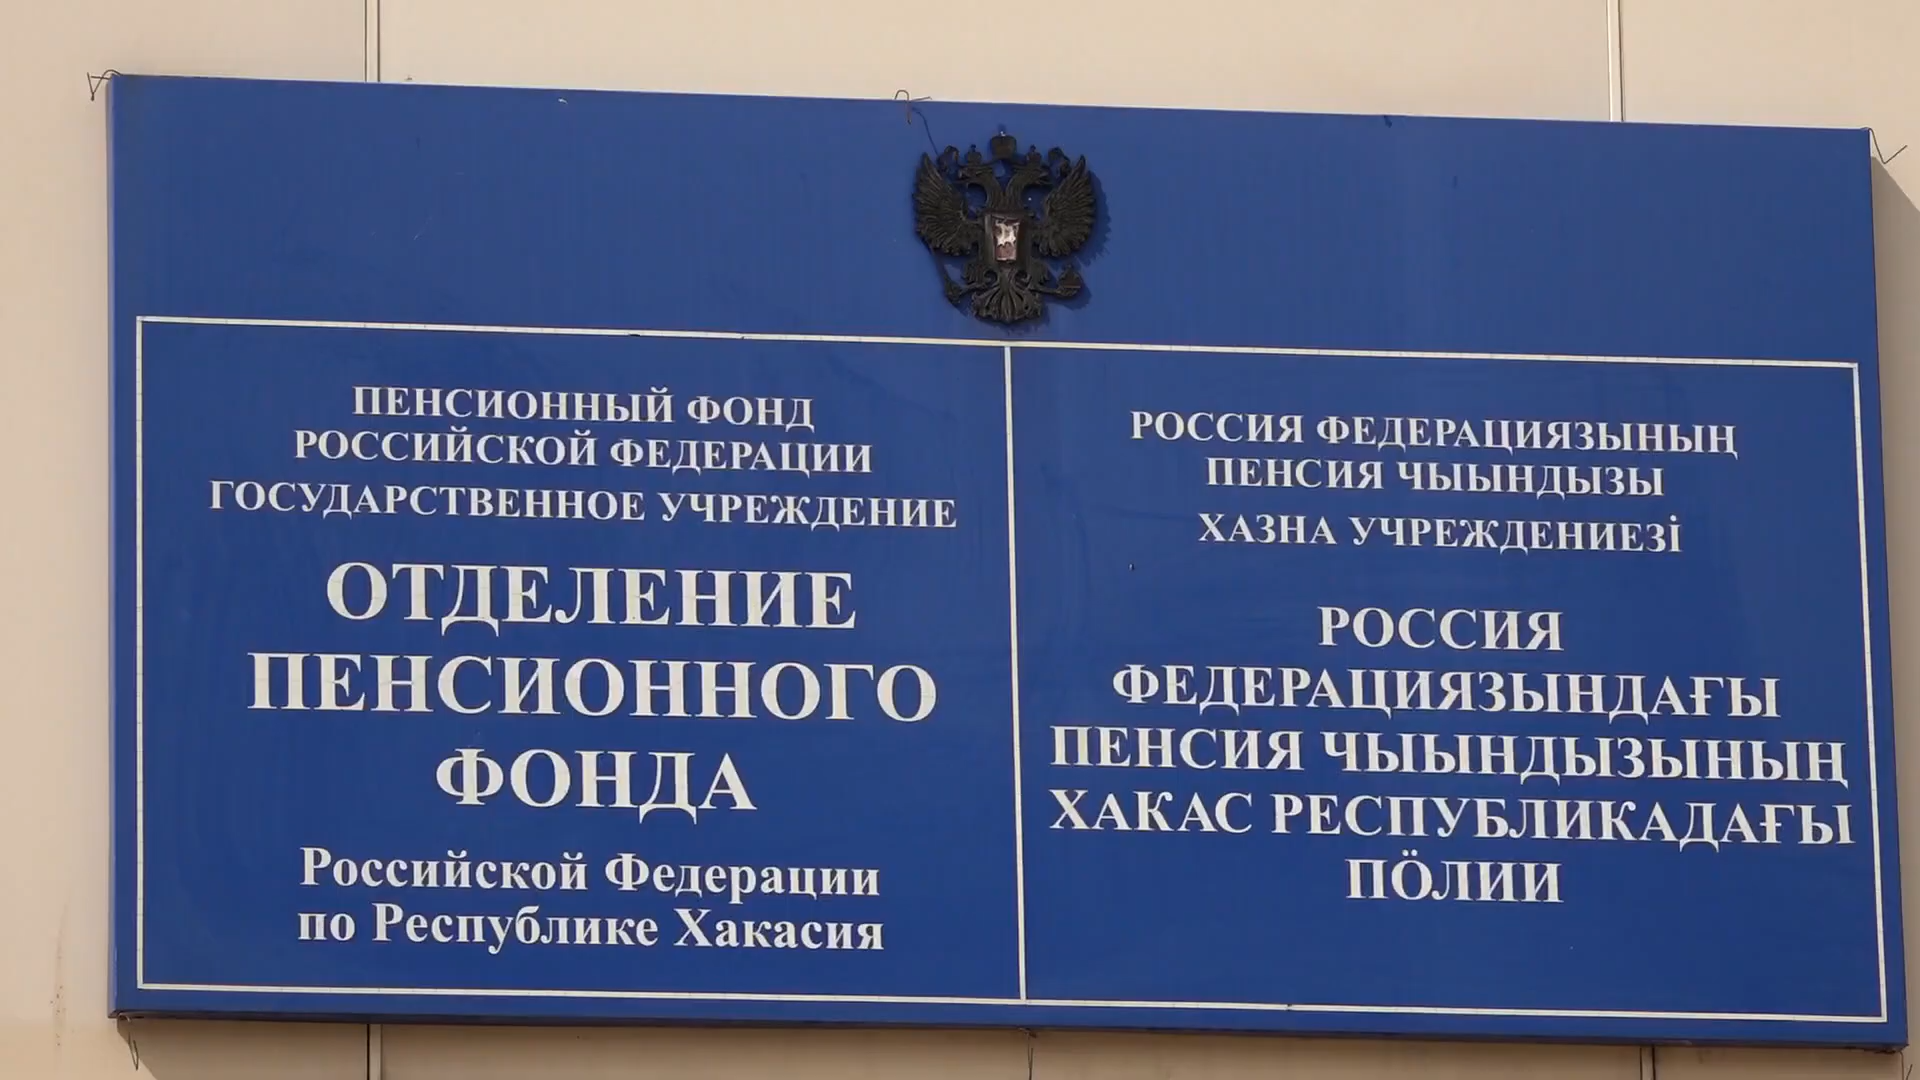 ПЕНСИОННЫЙ ФОНД
РОССИЙСКОЙ ФЕДЕРАЦИИ
ГОСУДАРСТВЕННОЕ УЧРЕЖДЕНИЕ
ОТДЕЛЕНИЕ
ПЕНСИОННОГО
ФОНДА
Российской Федерации
по Республике Хакасия
РОССИЯ ФЕДЕРАЦИЯЗЫНЫҢ
ПЕНСИЯ ЧЫЫНДЫЗЫ
ХАЗНА УЧРЕЖДЕНИЕЗі
РОССИЯ
ФЕДЕРАЦИЯЗЫНДАҒЫ
ПЕНСИЯ ЧЫЫНДЫЗЫНЫҢ
ХАКАС РЕСПУБЛИКАДАҒЫ
ПӦЛИИ